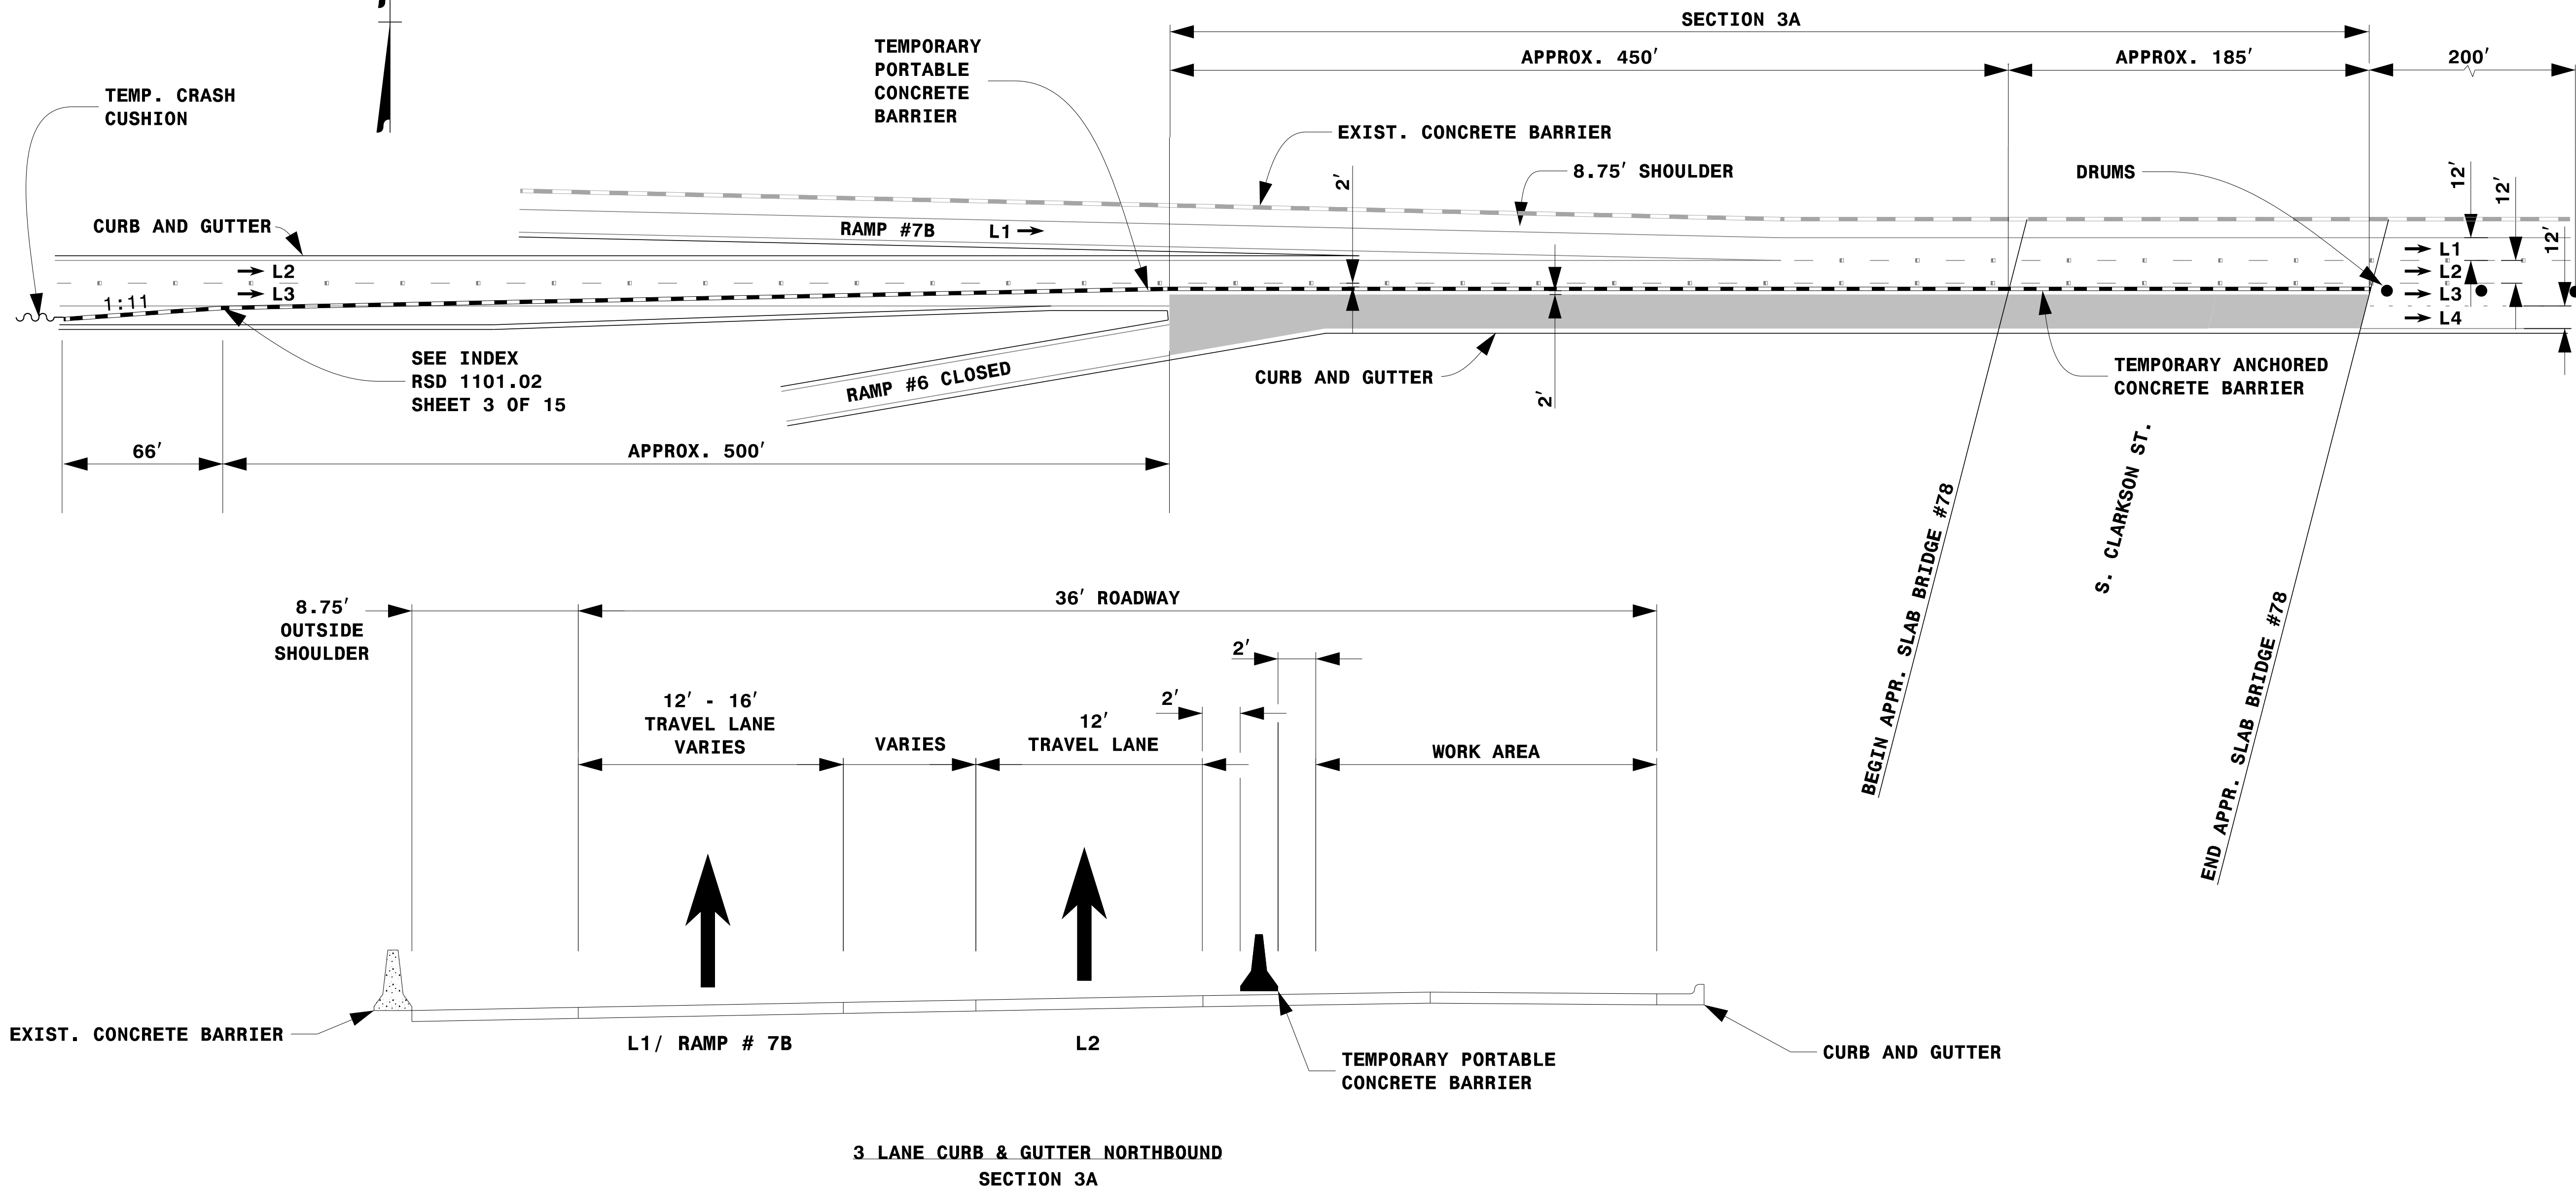 SECTION 3A
APPROX. 450'
APPROX. 185'
200'
TEMPORARY
PORTABLE
CONCRETE
BARRIER
TEMP. CRASH
CUSHION
EXIST. CONCRETE BARRIER
8.75' SHOULDER
DRUMS
2'
12'
12'
12'
CURB AND GUTTER
RAMP #7B
L1
L2
L3
1:11
L1
L2
L3
L4
SEE INDEX
RSD 1101.02
SHEET 3 OF 15
RAMP #6 CLOSED
CURB AND GUTTER
2'
TEMPORARY ANCHORED
CONCRETE BARRIER
66'
APPROX. 500'
BEGIN APPR. SLAB BRIDGE #78
S. CLARKSON ST.
END APPR. SLAB BRIDGE #78
8.75'
OUTSIDE
SHOULDER
36' ROADWAY
2'
2'
12' - 16'
TRAVEL LANE
VARIES
VARIES
12'
TRAVEL LANE
WORK AREA
EXIST. CONCRETE BARRIER
L1/ RAMP # 7B
L2
TEMPORARY PORTABLE
CONCRETE BARRIER
CURB AND GUTTER
3 LANE CURB & GUTTER NORTHBOUND
SECTION 3A